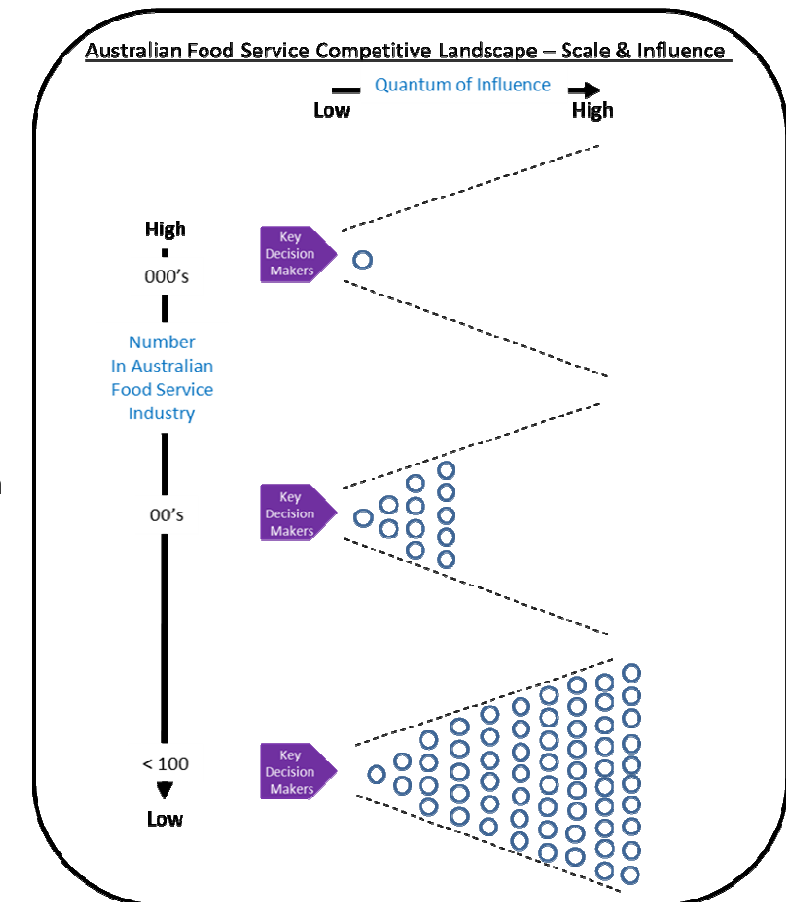 Australian Food Service Competitive Landscape – Scale & Influence
Quantum of Influence
Low
High
High
000's
Number
In Australian
Food Service
Industry
Key
Decision
Makers
00's
Key
Decision
Makers
< 100
Low
Key
Decision
Makers